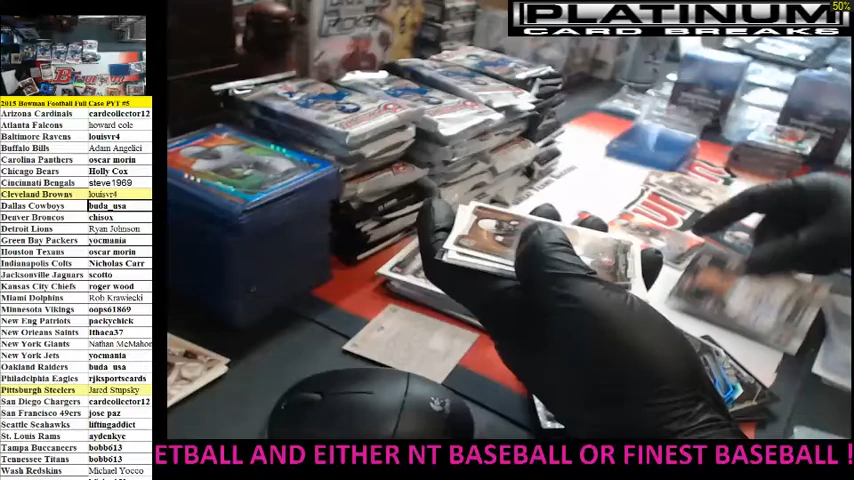 50%
PLATINUM
CARD BREAKS
2015 Bowman Football Full Case PYT #5
Arizona Cardinals cardcollector12
Atlanta Falcons howard cole
Baltimore Ravens louisvr4
Buffalo Bills Adam Angelici
Carolina Panthers oscar morin
Chicago Bears Holly Cox
Cincinnati Bengals steve1969
Cleveland Browns louisvr4
Dallas Cowboys buda_usa
Denver Broncos chisox
Detroit Lions Ryan Johnson
Green Bay Packers yocmania
Houston Texans oscar morin
Indianapolis Colts Nicholas Carr
Jacksonville Jagnars scotto
Kansas City Chiefs roger wood
Miami Dolphins Rob Krawiecki
Minnesota Vikings oops61869
New Eng Patriots packychick
New Orleans Saints Ithaca37
New York Giants Nathan McMahon
New York Jets yocmania
Oakland Raiders buda_usa
Philadelphia Eagles rjksportscards
Pittsburgh Steelers Jared Stupsky
San Diego Chargers cardcollector12
San Francisco 49ers jose paz
Seattle Seahawks liftingaddict
St. Louis Rams aydenkyc
Tampa Buccaneers bobb613
Tennessee Titans bobb613
Wash Redskins Michael Yocco
ETBALL AND EITHER NT BASEBALL OR FINEST BASEBALL !